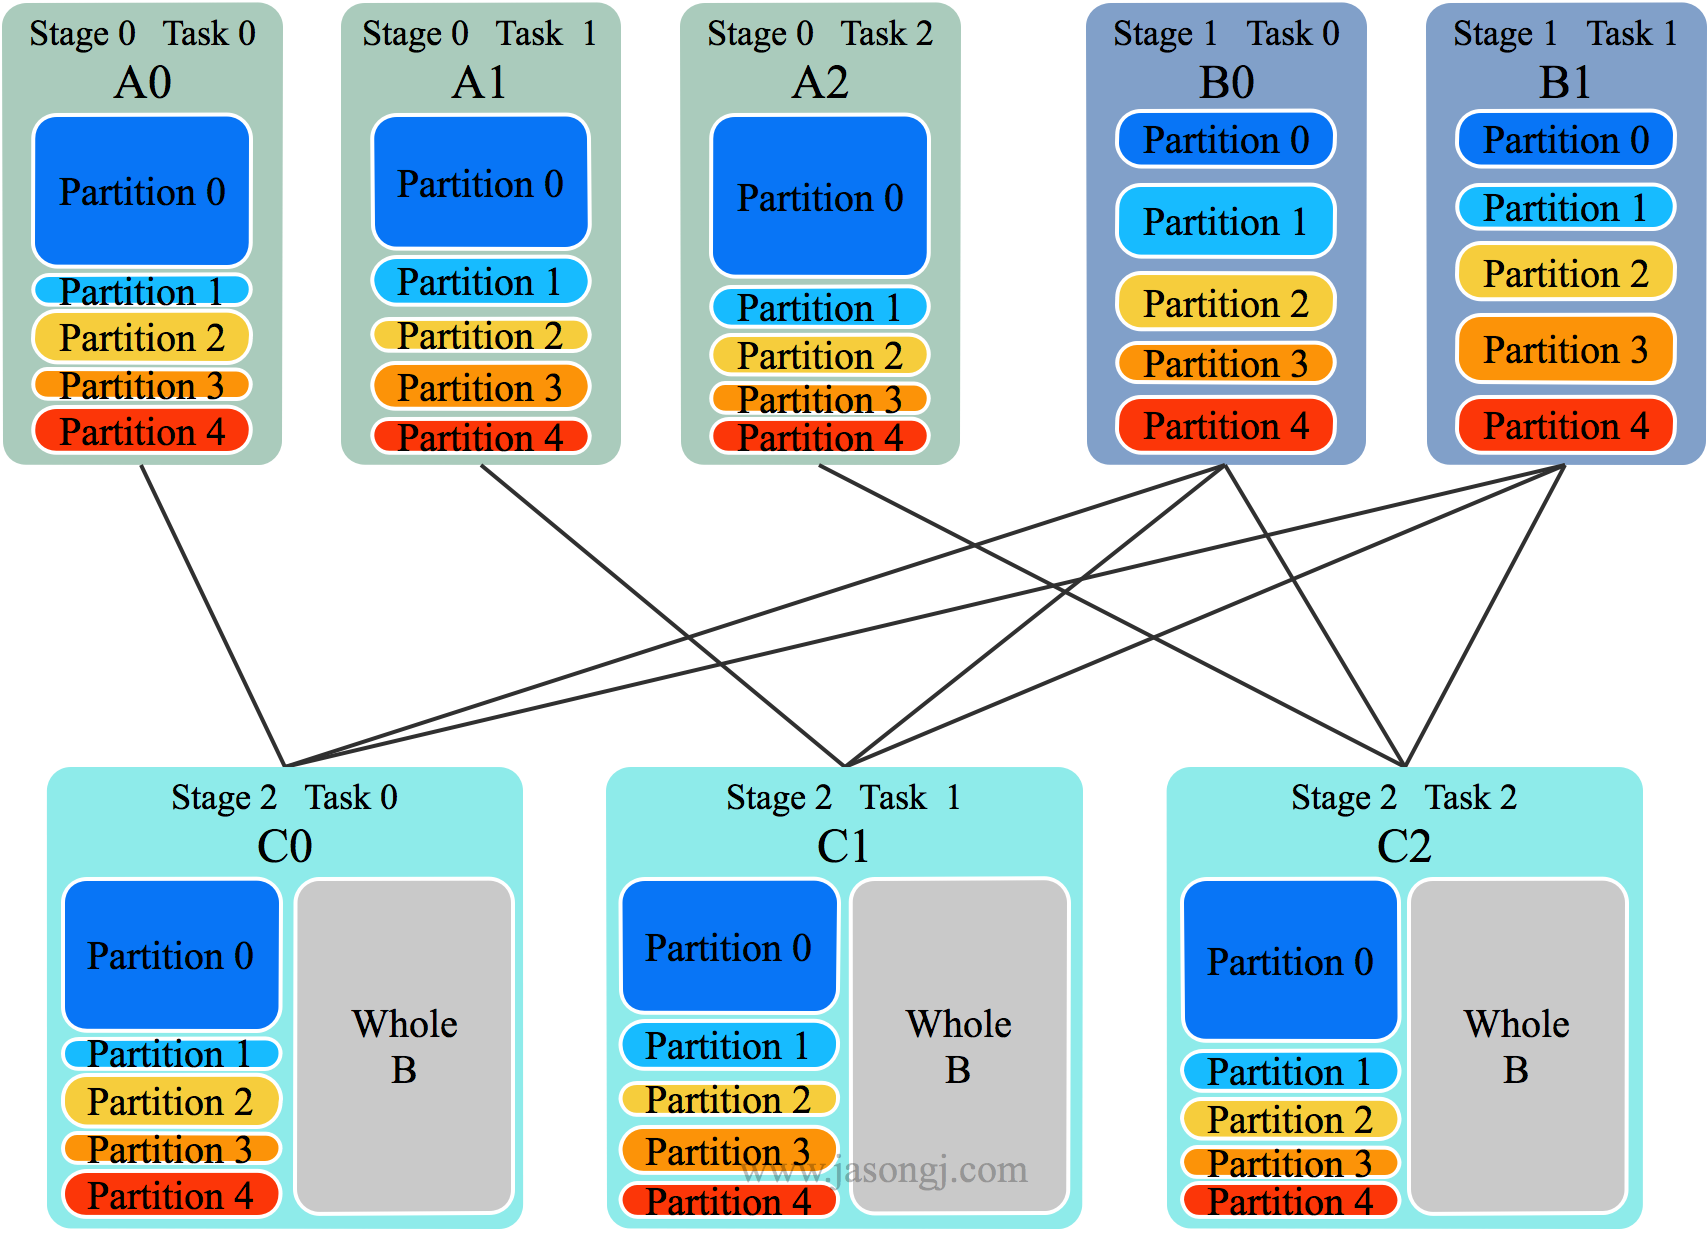 Stage 0 Task 0
A0
Partition 0
Partition 1
Partition 2
Partition 3
Partition 4
Stage 0 Task 1
A1
Partition 0
Partition 1
Partition 2
Partition 3
Partition 4
Stage 0 Task 2
A2
Partition 0
Partition 1
Partition 2
Partition 3
Partition 4
Stage 1 Task 0
B0
Partition 0
Partition 1
Partition 2
Partition 3
Partition 4
Stage 1 Task 1
B1
Partition 0
Partition 1
Partition 2
Partition 3
Partition 4
Stage 2 Task 0
C0
Partition 0
Partition 1
Partition 2
Partition 3
Partition 4
Whole
B
Stage 2 Task 1
C1
Partition 0
Partition 1
Partition 2
Partition 3
Partition 4
Whole
B
www.jasongj.com
Stage 2 Task 2
C2
Partition 0
Partition 1
Partition 2
Partition 3
Partition 4
Whole
B